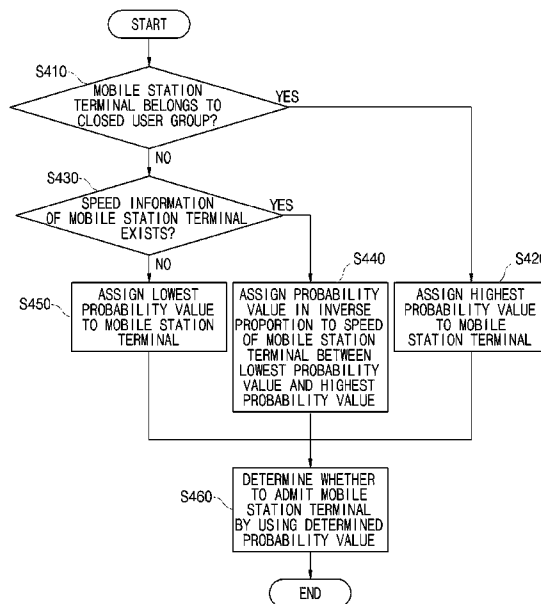 START
S410
MOBILE STATION
TERMINAL BELONGS TO
CLOSED USER GROUP?
YES
NO
S430
SPEED INFORMATION
OF MOBILE STATION TERMINAL
EXISTS?
YES
NO
S450
ASSIGN LOWEST
PROBABILITY VALUE
TO MOBILE STATION
TERMINAL
S440
ASSIGN PROBABILITY
VALUE IN INVERSE
PROPORTION TO SPEED
OF MOBILE STATION
TERMINAL BETWEEN
LOWEST PROBABILITY
VALUE AND HIGHEST
PROBABILITY VALUE
S420
ASSIGN HIGHEST
PROBABILITY VALUE
TO MOBILE
STATION TERMINAL
S460
DETERMINE WHETHER
TO ADMIT MOBILE
STATION TERMINAL
BY USING DETERMINED
PROBABILITY VALUE
END